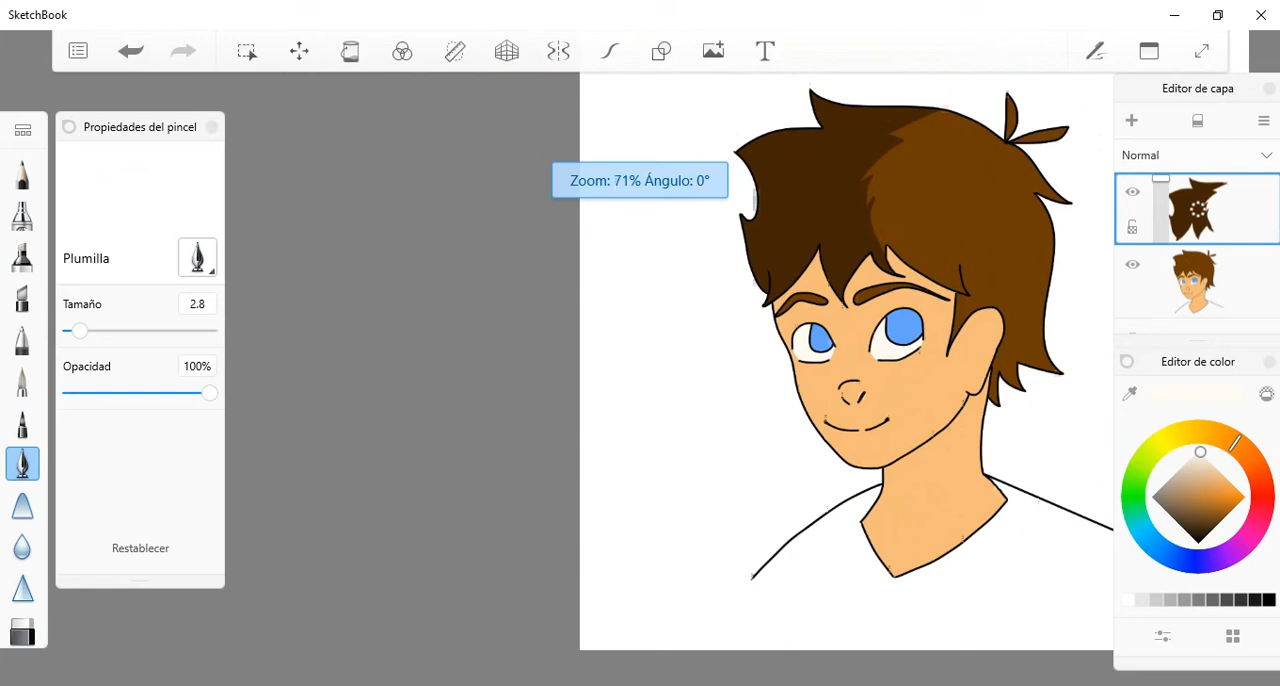 SketchBook
T
Propiedades del pincel
Editor de capa
Normal
Zoom: 71% Ángulo: 0°
Plumilla
Tamaño 2.8
Opacidad 100%
Editor de color
Restablecer